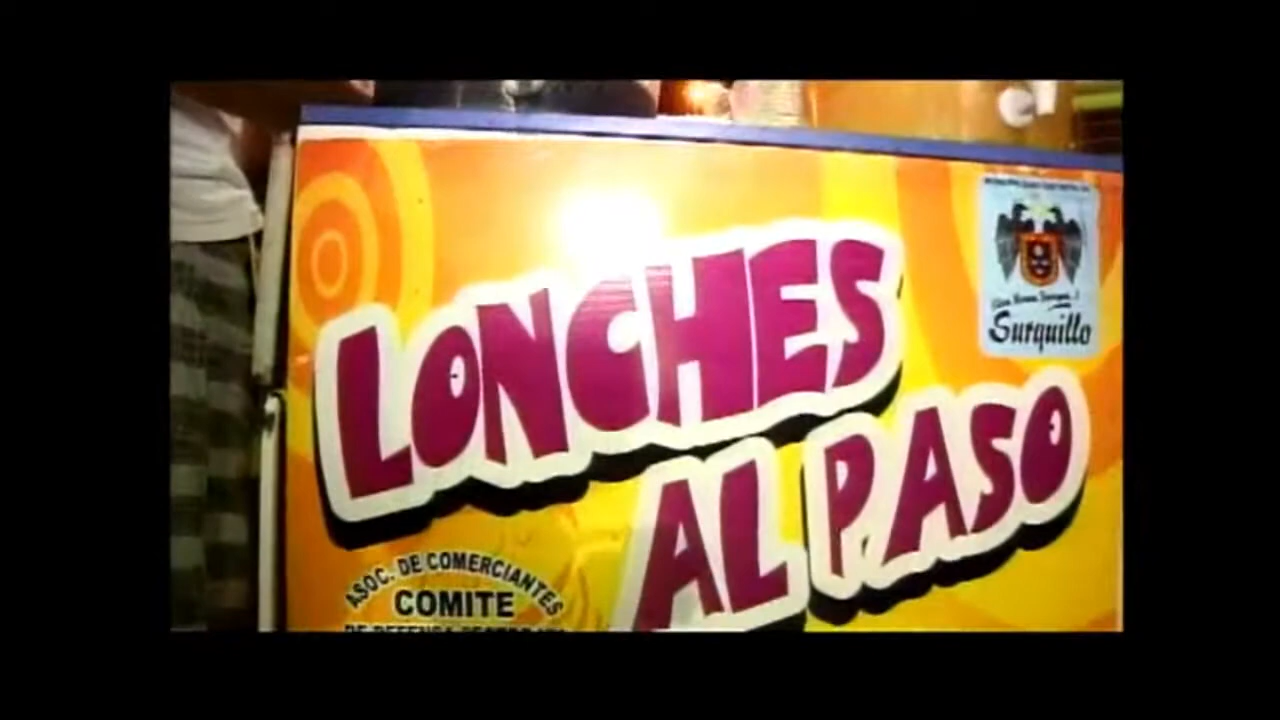 LONCHES
AL PASO
Surquillo
ASOC. DE COMERCIANTES
COMITE